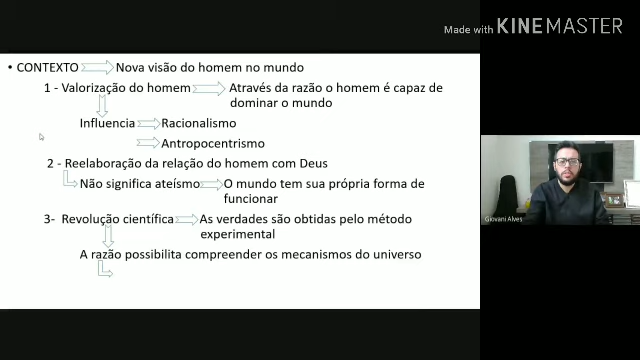 Made with KINEMASTER
• CONTEXTO Nova visão do homem no mundo
1 - Valorização do homem Através da razão o homem é capaz de
dominar o mundo
Influencia Racionalismo
Antropocentrismo
2 - Reelaboração da relação do homem com Deus
Não significa ateísmo O mundo tem sua própria forma de
funcionar
3- Revolução científica As verdades são obtidas pelo método
experimental
A razão possibilita compreender os mecanismos do universo
Giovani Alves